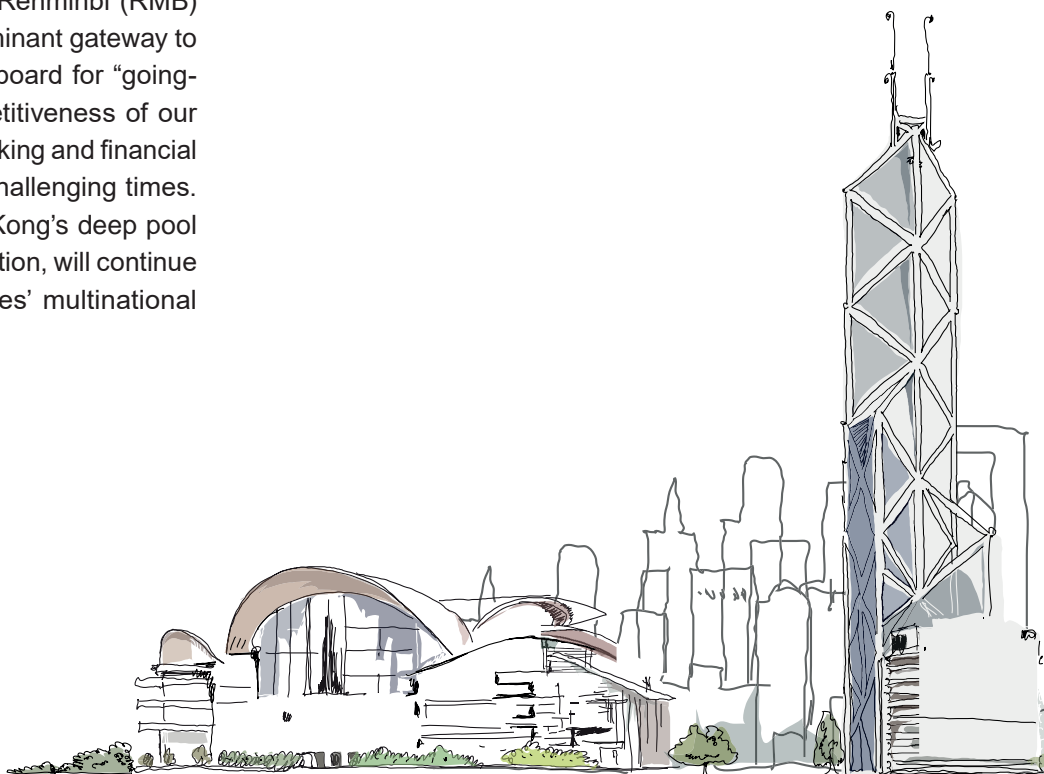 Renminbi (RMB)
minant gateway to
board for “going-
etitiveness of our
king and financial
hallenging times.
Kong’s deep pool
tion, will continue
es’ multinational